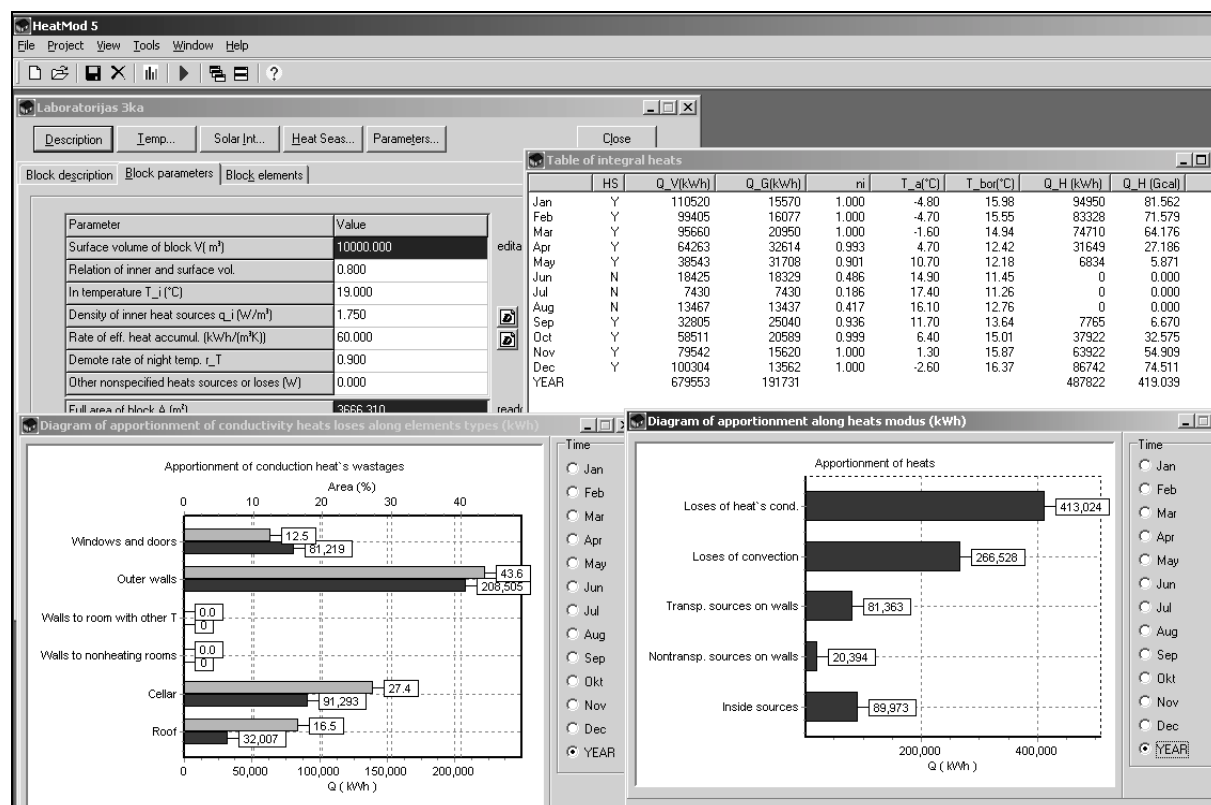 HeatMod 5
File Project View Tools Window Help
Laboratorijas 3ka
Description Temp... Solar Int... Heat Seas... Parameters... Close
Block description Block parameters Block elements
Parameter Value
Surface volume of block V( m³) 10000.000 edita
Relation of inner and surface vol. 0.800
In temperature T_i (°C) 19.000
Density of inner heat sources q_i (W/m³) 1.750
Rate of eff. heat accumul. (kWh/(m³K)) 60.000
Demote rate of night temp. r_T 0.900
Other nonspecified heats sources or loses (W) 0.000
Full area of block A (m²) 3666.310 reado
Table of integral heats
HS Q_V(kWh) Q_G(kWh) ni T_a(°C) T_bor(°C) Q_H (kWh) Q_H (Gcal)
Jan Y 110520 15570 1.000 -4.80 15.98 94950 81.562
Feb Y 99405 16077 1.000 -4.70 15.55 83328 71.579
Mar Y 95660 20950 1.000 -1.60 14.94 74710 64.176
Apr Y 64263 32614 0.993 4.70 12.42 31649 27.186
May Y 38543 31708 0.901 10.70 12.18 6834 5.871
Jun N 18425 18329 0.486 14.90 11.45 0 0.000
Jul N 7430 7430 0.186 17.40 11.26 0 0.000
Aug N 13467 13437 0.417 16.10 12.76 0 0.000
Sep Y 32805 25040 0.936 11.70 13.64 7765 6.670
Oct Y 58511 20589 0.999 6.40 15.01 37922 32.575
Nov Y 79542 15620 1.000 1.30 15.87 63922 54.909
Dec Y 100304 13562 1.000 -2.60 16.37 86742 74.511
YEAR 679553 191731 487822 419.039
Diagram of apportionment of conductivity heats loses along elements types (kWh)
Apportionment of conduction heat`s wastages
Area (%)
0 10 20 30 40
Windows and doors 12.5
81,219
Outer walls 43.6
208,505
Walls to room with other T 0.0
0
Walls to nonheating rooms 0.0
0
Cellar 27.4
91,293
Roof 16.5
32,007
0 50,000 100,000 150,000 200,000
Q ( kWh )
Time
Jan
Feb
Mar
Apr
May
Jun
Jul
Aug
Sep
Okt
Nov
Dec
YEAR
Diagram of apportionment along heats modus (kWh)
Apportionment of heats
Loses of heat`s cond. 413,024
Loses of convection 266,528
Transp. sources on walls 81,363
Nontransp. sources on walls 20,394
Inside sources 89,973
200,000 400,000
Q ( kWh )
Time
Jan
Feb
Mar
Apr
May
Jun
Jul
Aug
Sep
Okt
Nov
Dec
YEAR